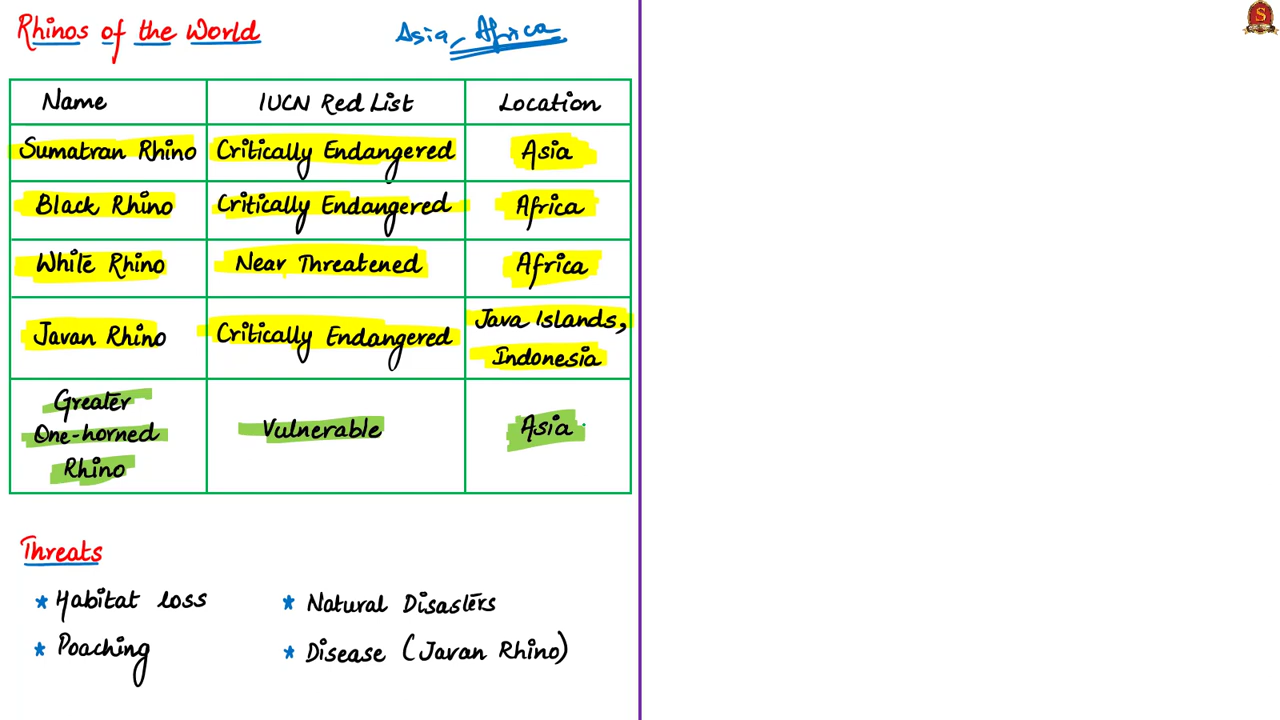 Rhinos of the World
Asia, Africa
Name IUCN Red List Location
Sumatran Rhino Critically Endangered Asia
Black Rhino Critically Endangered Africa
White Rhino Near Threatened Africa
Javan Rhino Critically Endangered Java Islands,
Indonesia
Greater
One-horned
Rhino
Vulnerable
Asia
Threats
* Habitat loss
* Natural Disasters
* Poaching
* Disease (Javan Rhino)
S